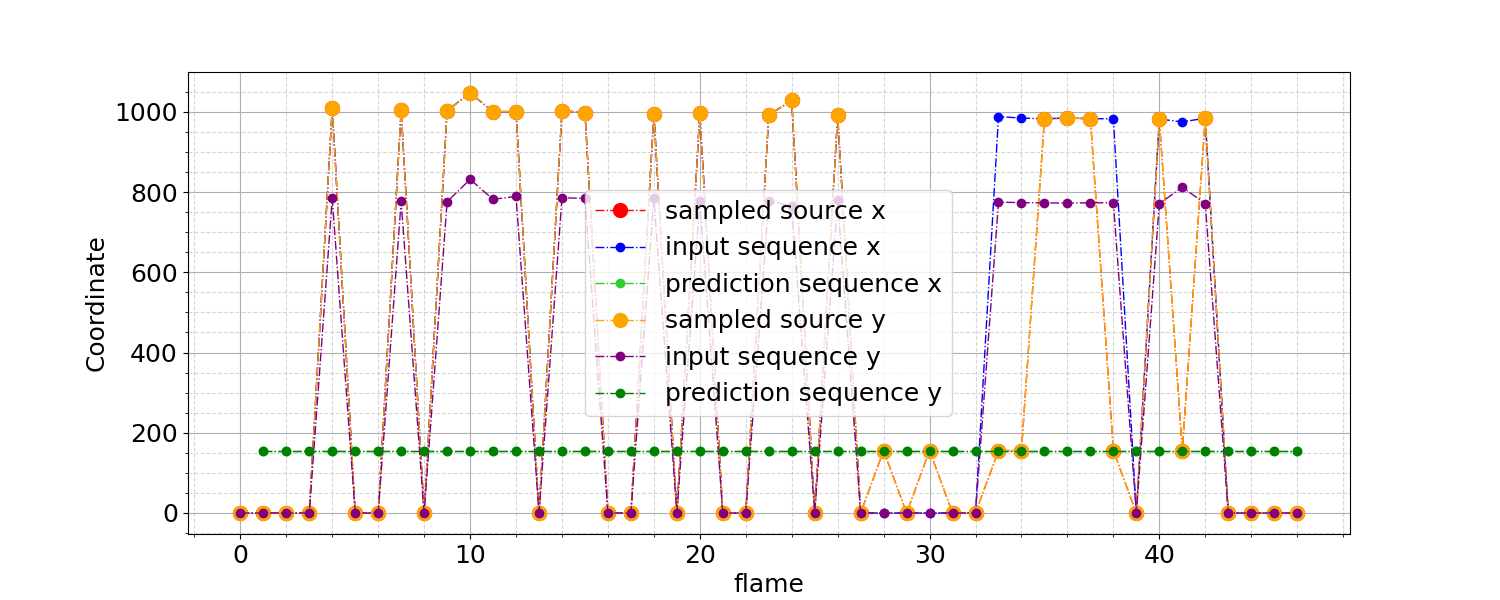 1000
800
600
400
200
0
Coordinate
sampled source x
input sequence x
prediction sequence x
sampled source y
input sequence y
prediction sequence y
0 10 20 30 40
flame